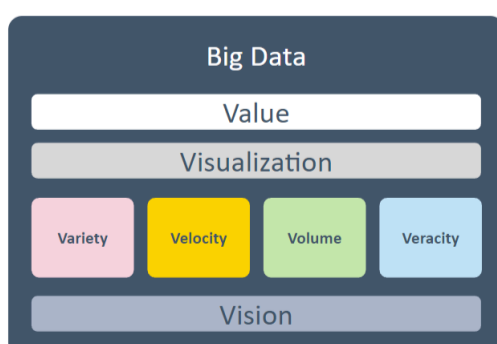 Big Data
Value
Visualization
Variety Velocity Volume Veracity
Vision